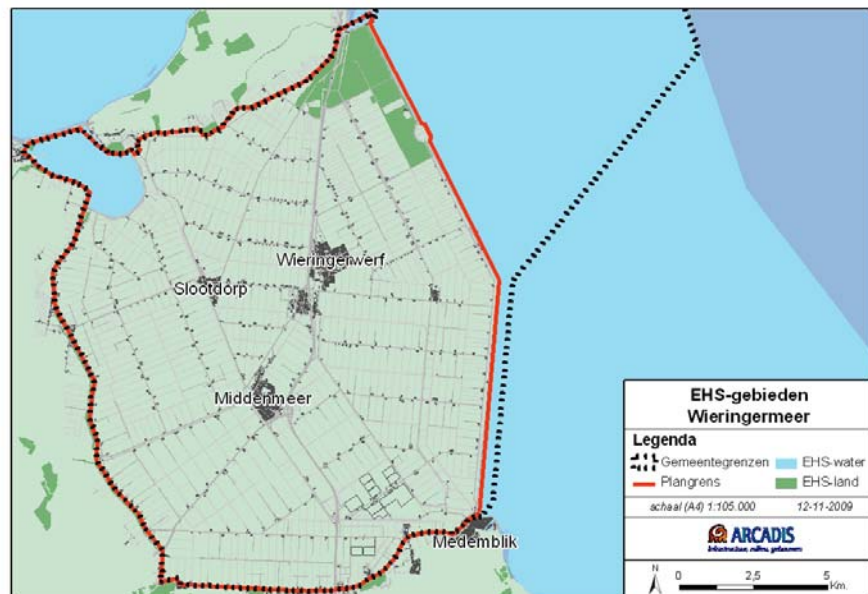 Wieringerwerf
Slootdorp
Middenmeer
Medemblik
EHS-gebieden
Wieringermeer
Legenda
Gemeentegrenzen EHS-water
Plangrens EHS-land
schaal (A4) 1:105.000 12-11-2009
ARCADIS
N 0 2,5 5
Km.